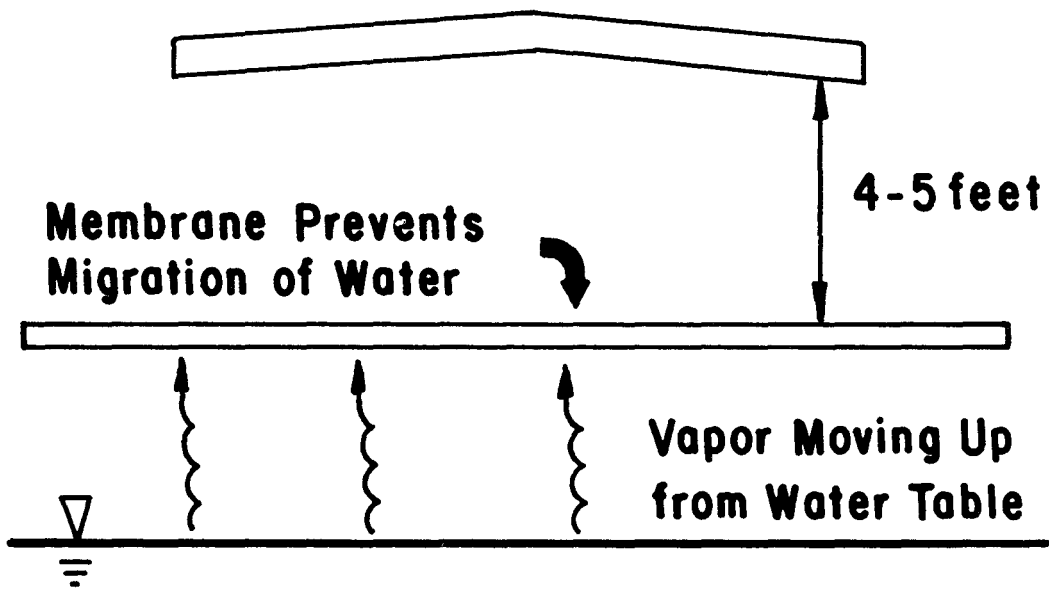 4-5 feet
Membrane Prevents
Migration of Water
Vapor Moving Up
from Water Table